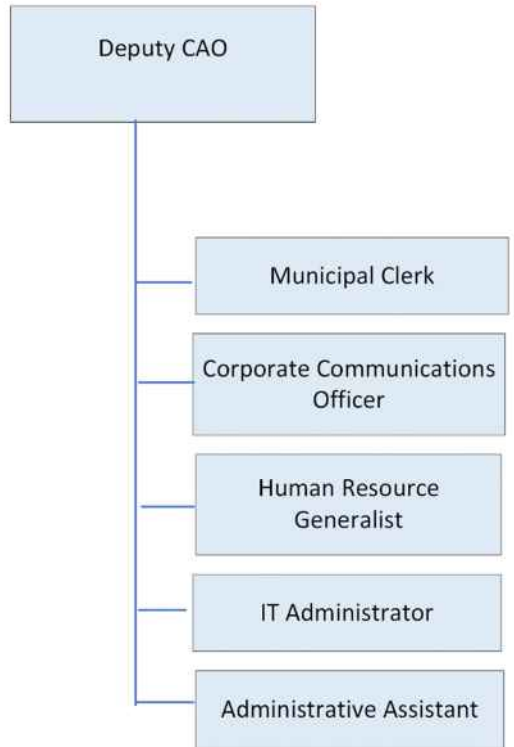 Deputy CAO
Municipal Clerk
Corporate Communications
Officer
Human Resource
Generalist
IT Administrator
Administrative Assistant